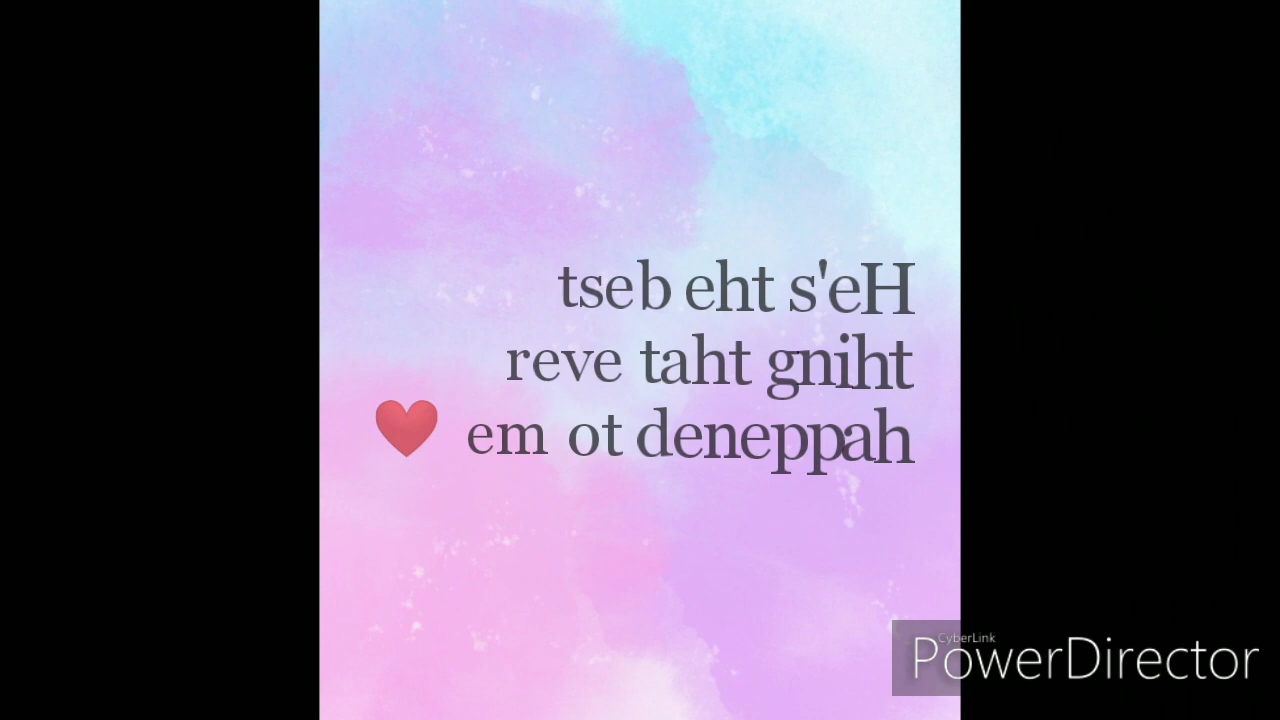 tseb eht s'eH
reve taht gniht
❤ em ot deneppah
CyberLink
PowerDirector